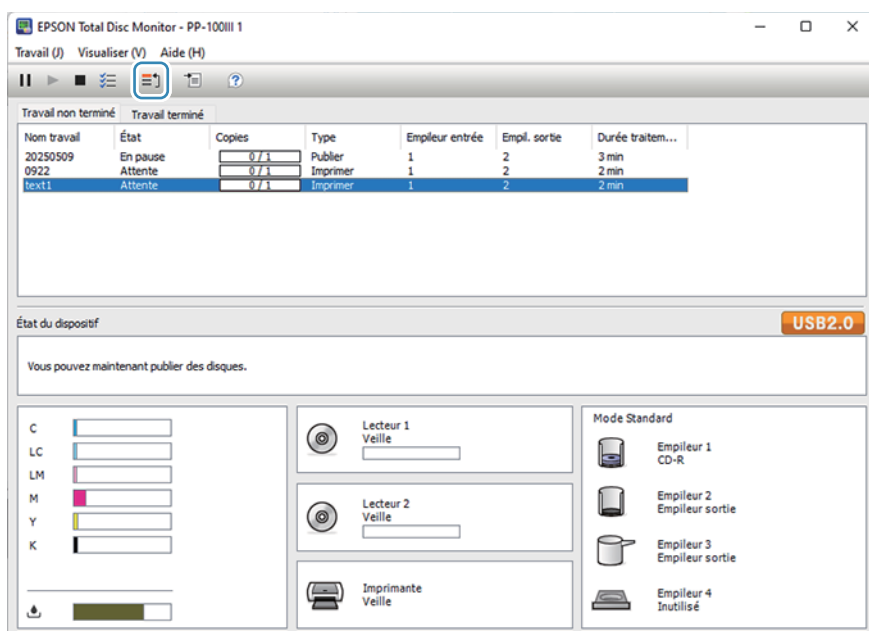 EPSON Total Disc Monitor - PP-100III 1
Travail (J) Visualiser (V) Aide (H)
Travail non terminé Travail terminé
Nom travail État Copies Type Empileur entrée Empil. sortie Durée traitem...
20250509 En pause 0 / 1 Publier 1 2 3 min
0922 Attente 0 / 1 Imprimer 1 2 2 min
text1 Attente 0 / 1 Imprimer 1 2 2 min
État du dispositif USB2.0
Vous pouvez maintenant publier des disques.
C
LC
LM
M
Y
K
Lecteur 1
Veille
Lecteur 2
Veille
Imprimante
Veille
Mode Standard
Empileur 1
CD-R
Empileur 2
Empileur sortie
Empileur 3
Empileur sortie
Empileur 4
Inutilisé